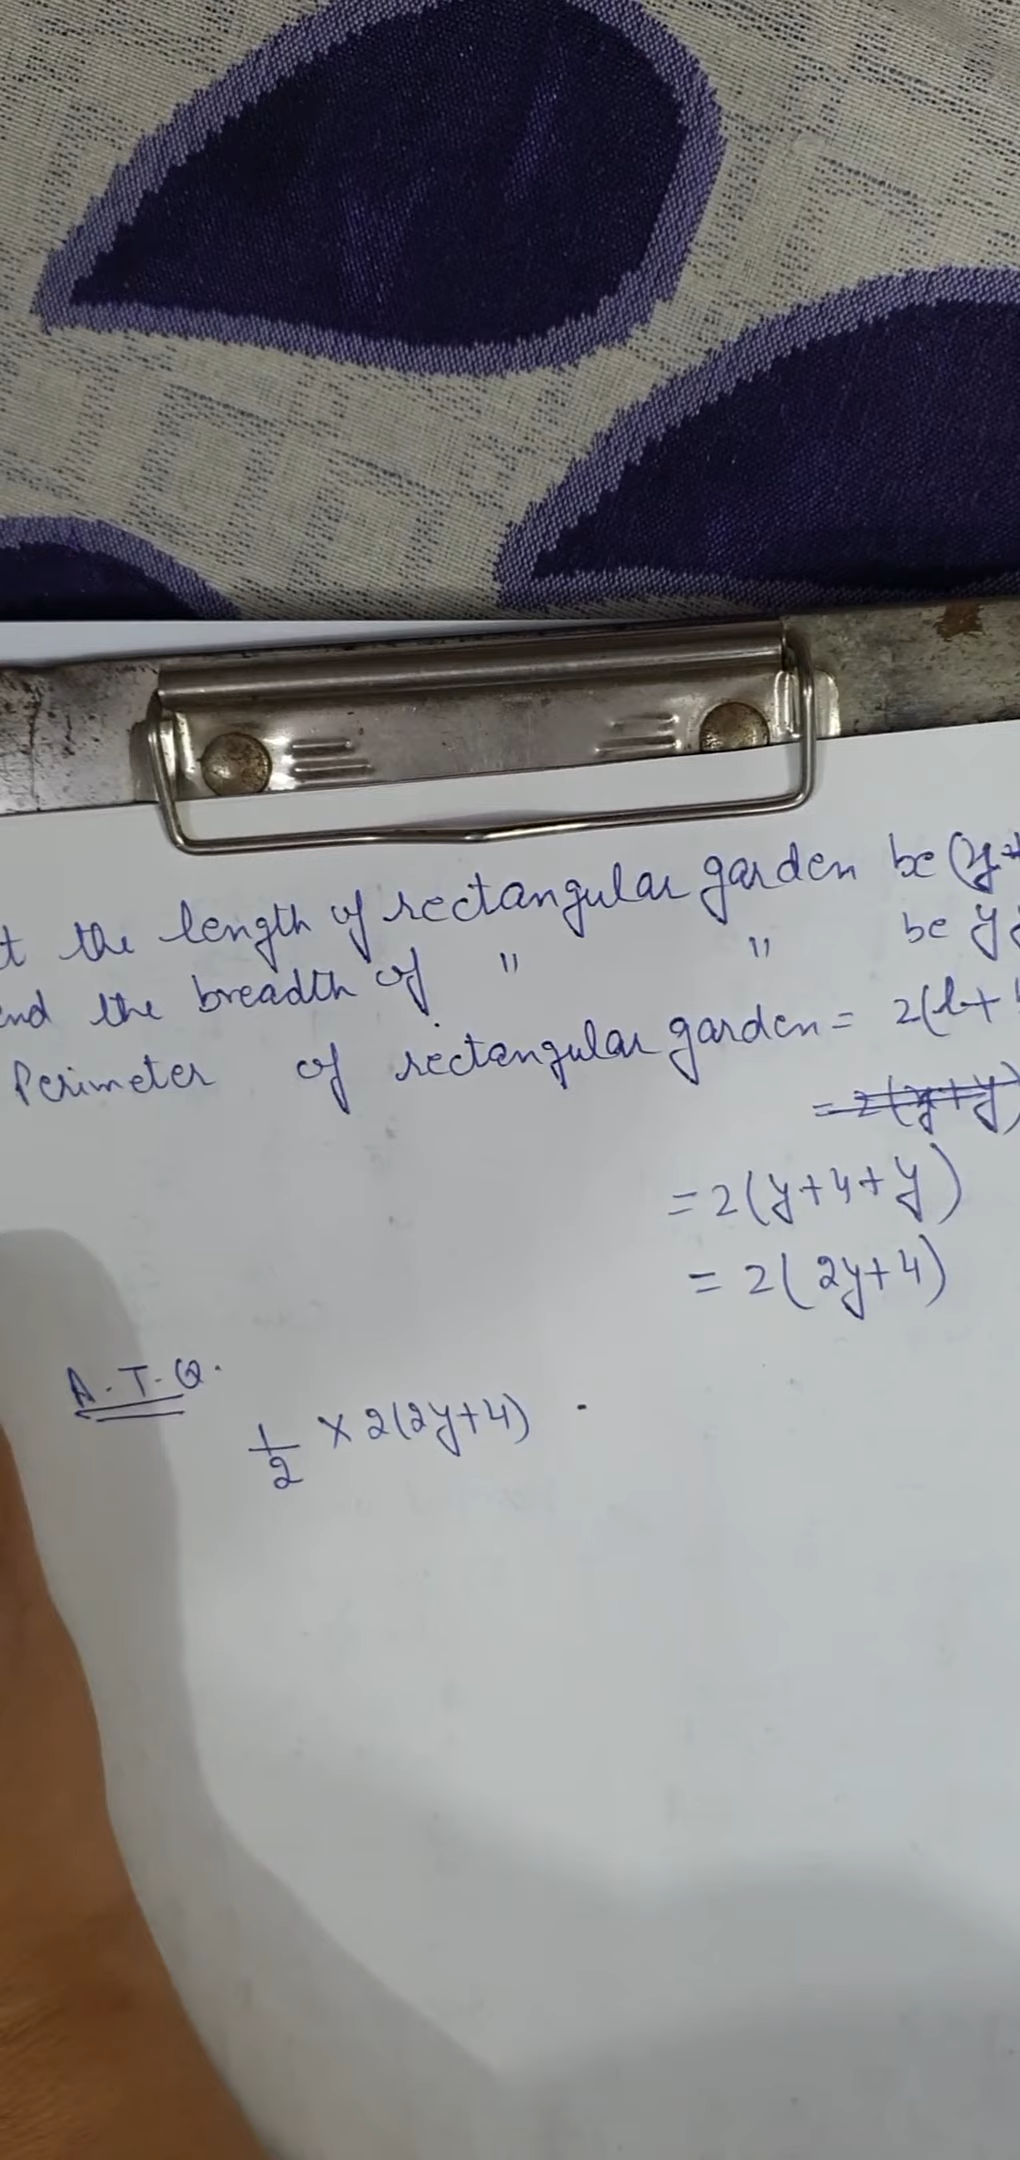 the length of rectangular garden be (y+
the breadth of " " be y
Perimeter of rectangular garden = 2(l+
= 2(y+y)
= 2(y+4+y)
= 2(2y+4)
A.T.Q.
1/2 × 2(2y+4)